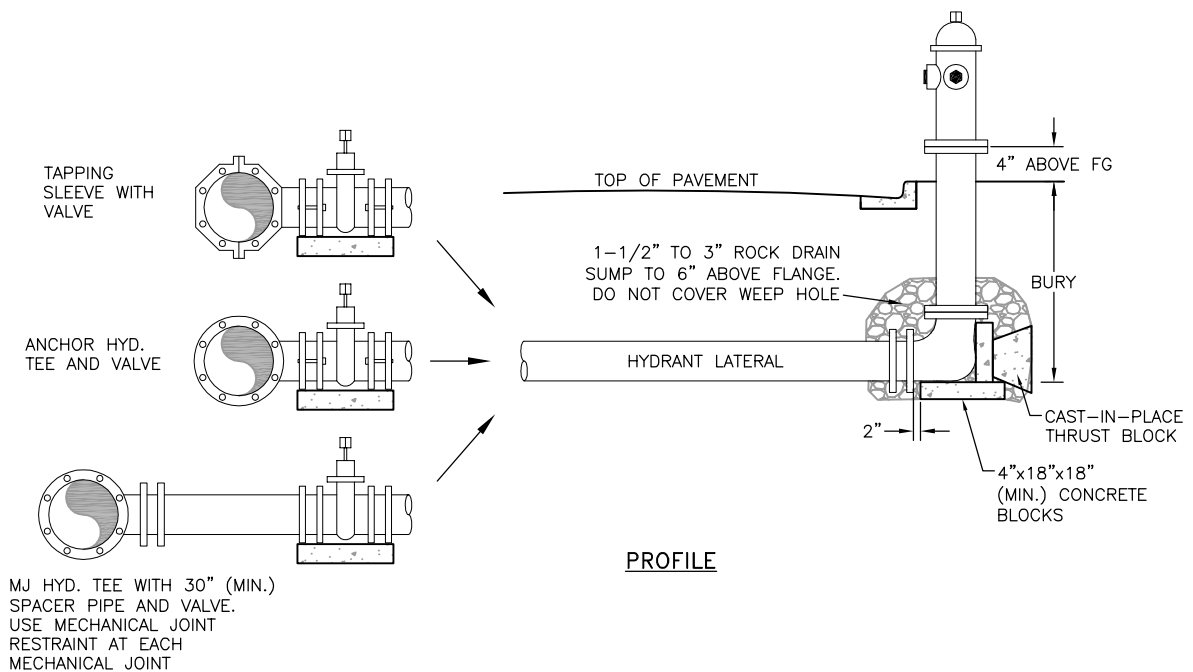 TAPPING
SLEEVE WITH
VALVE
ANCHOR HYD.
TEE AND VALVE
MJ HYD. TEE WITH 30” (MIN.)
SPACER PIPE AND VALVE.
USE MECHANICAL JOINT
RESTRAINT AT EACH
MECHANICAL JOINT
TOP OF PAVEMENT
4” ABOVE FG
1-1/2” TO 3” ROCK DRAIN
SUMP TO 6” ABOVE FLANGE.
DO NOT COVER WEEP HOLE
BURY
HYDRANT LATERAL
2”
CAST-IN-PLACE
THRUST BLOCK
4”x18”x18”
(MIN.) CONCRETE
BLOCKS
PROFILE